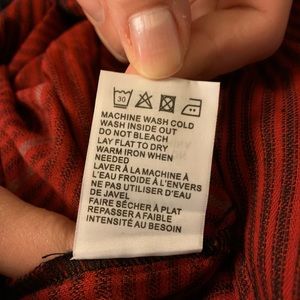 30
MACHINE WASH COLD
WASH INSIDE OUT
DO NOT BLEACH
LAY FLAT TO DRY
WARM IRON WHEN
NEEDED
LAVER À LA MACHINE À
L'EAU FROIDE À L'ENVERS
NE PAS UTILISER D'EAU
DE JAVEL
FAIRE SÉCHER À PLAT
REPASSER A FAIBLE
INTENSITÉ AU BESOIN